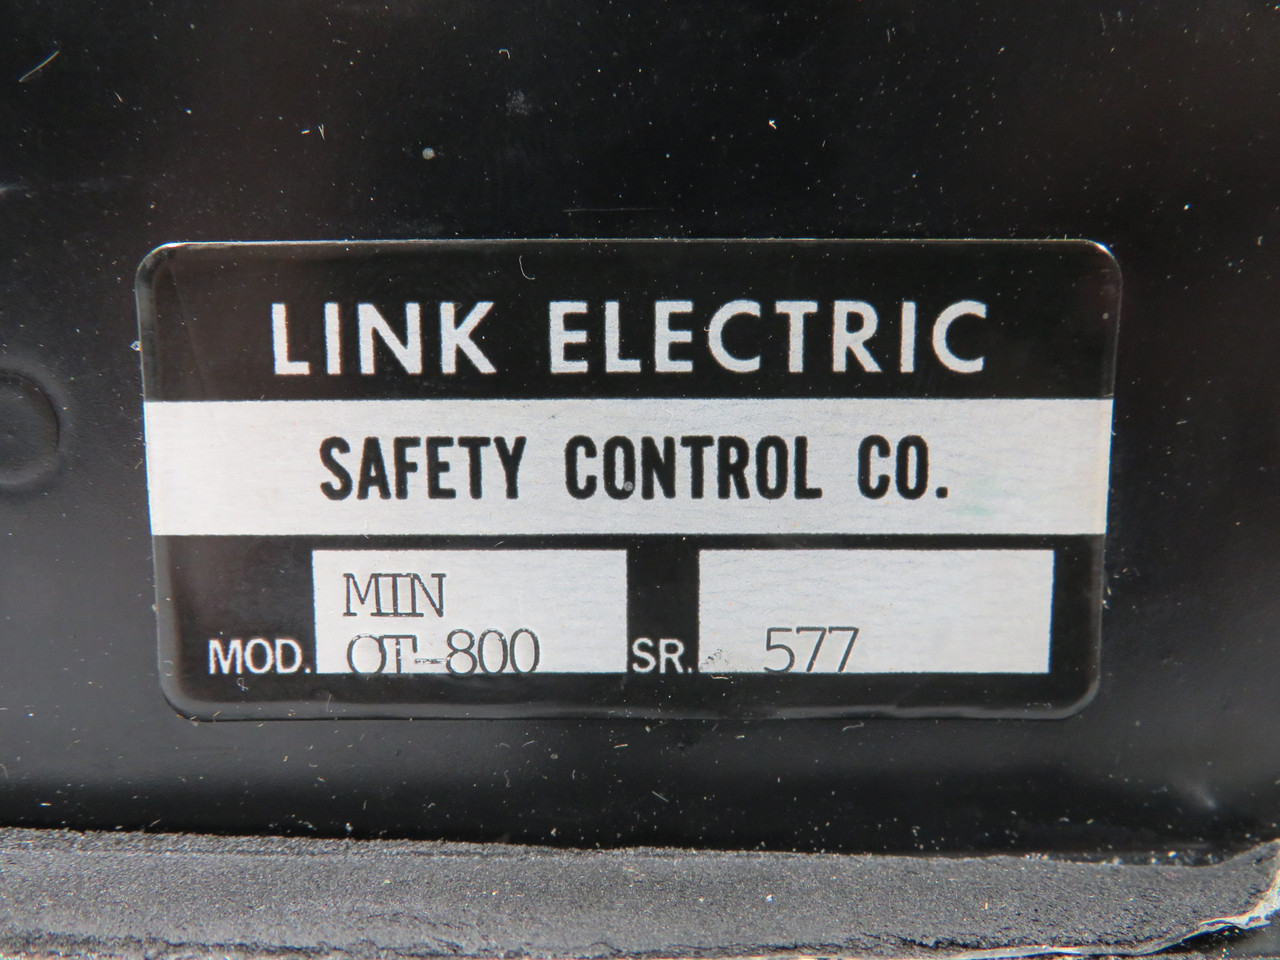 LINK ELECTRIC
SAFETY CONTROL CO.
MIN
MOD. OT-800 SR. 577